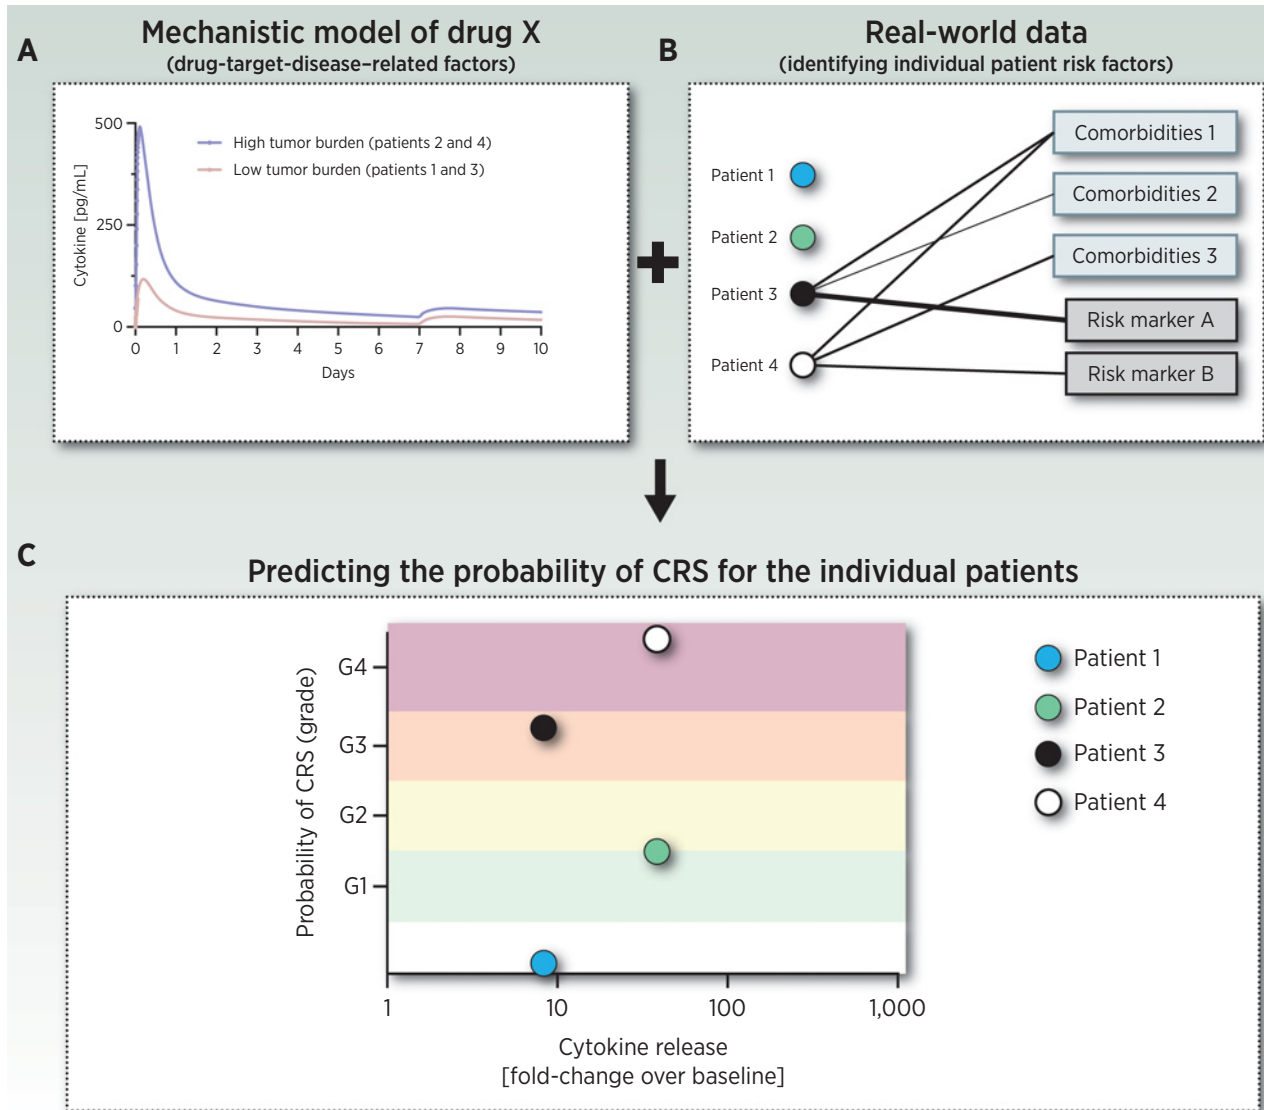 A
Mechanistic model of drug X
(drug-target-disease–related factors)
500
250
0
Cytokine [pg/mL]
High tumor burden (patients 2 and 4)
Low tumor burden (patients 1 and 3)
0 1 2 3 4 5 6 7 8 9 10
Days
+
B
Real-world data
(identifying individual patient risk factors)
Patient 1
Patient 2
Patient 3
Patient 4
Comorbidities 1
Comorbidities 2
Comorbidities 3
Risk marker A
Risk marker B
C
Predicting the probability of CRS for the individual patients
Probability of CRS (grade)
G4
G3
G2
G1
1 10 100 1,000
Cytokine release
[fold-change over baseline]
Patient 1
Patient 2
Patient 3
Patient 4